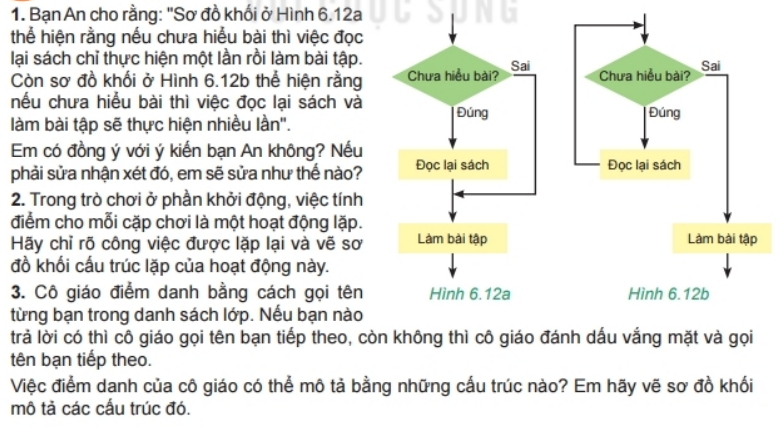 1. Bạn An cho rằng: "Sơ đồ khối ở Hình 6.12a
thể hiện rằng nếu chưa hiểu bài thì việc đọc
lại sách chỉ thực hiện một lần rồi làm bài tập.
Còn sơ đồ khối ở Hình 6.12b thể hiện rằng
nếu chưa hiểu bài thì việc đọc lại sách và
làm bài tập sẽ thực hiện nhiều lần".
Em có đồng ý với ý kiến bạn An không? Nếu
phải sửa nhận xét đó, em sẽ sửa như thế nào?
2. Trong trò chơi ở phần khởi động, việc tính
điểm cho mỗi cặp chơi là một hoạt động lặp.
Hãy chỉ rõ công việc được lặp lại và vẽ sơ
đồ khối cấu trúc lặp của hoạt động này.
3. Cô giáo điểm danh bằng cách gọi tên
từng bạn trong danh sách lớp. Nếu bạn nào
trả lời có thì cô giáo gọi tên bạn tiếp theo, còn không thì cô giáo đánh dấu vắng mặt và gọi
tên bạn tiếp theo.
Việc điểm danh của cô giáo có thể mô tả bằng những cấu trúc nào? Em hãy vẽ sơ đồ khối
mô tả các cấu trúc đó.
Chưa hiểu bài?
Sai
Đúng
Đọc lại sách
Làm bài tập
Hình 6.12a
Chưa hiểu bài?
Sai
Đúng
Đọc lại sách
Làm bài tập
Hình 6.12b